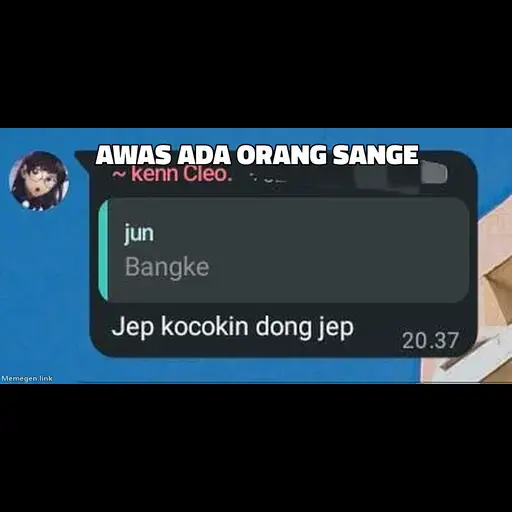 AWAS ADA ORANG SANGE
~ kenn Cleo.
jun
Bangke
Jep kocokin dong jep
20.37
Memegen.link